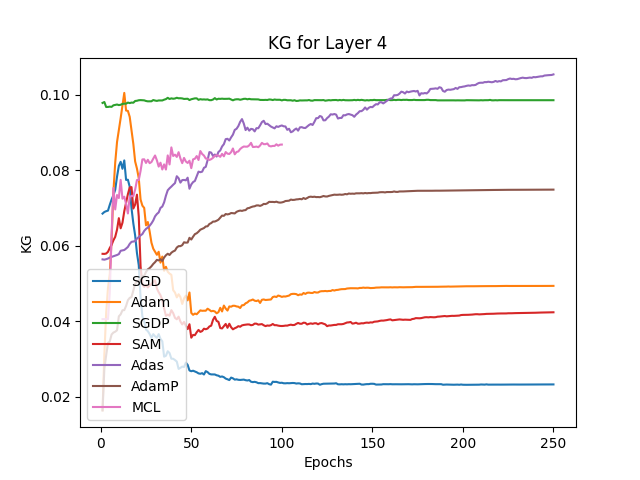 KG for Layer 4
KG
0.10
0.08
0.06
0.04
0.02
SGD
Adam
SGDP
SAM
Adas
AdamP
MCL
0
50
100
150
200
250
Epochs